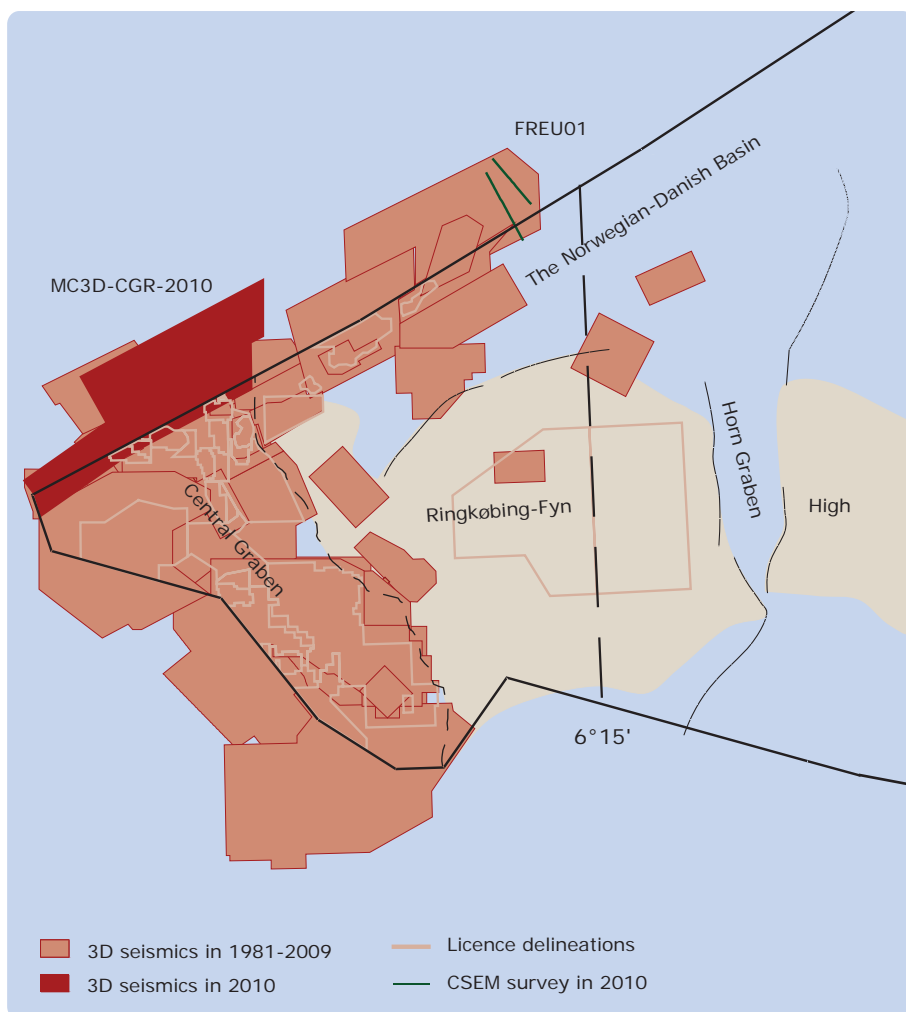 FREU01
The Norwegian-Danish Basin
MC3D-CGR-2010
Horn Graben
Central Graben
Ringkøbing-Fyn
High
6°15'
3D seismics in 1981-2009
3D seismics in 2010
Licence delineations
CSEM survey in 2010